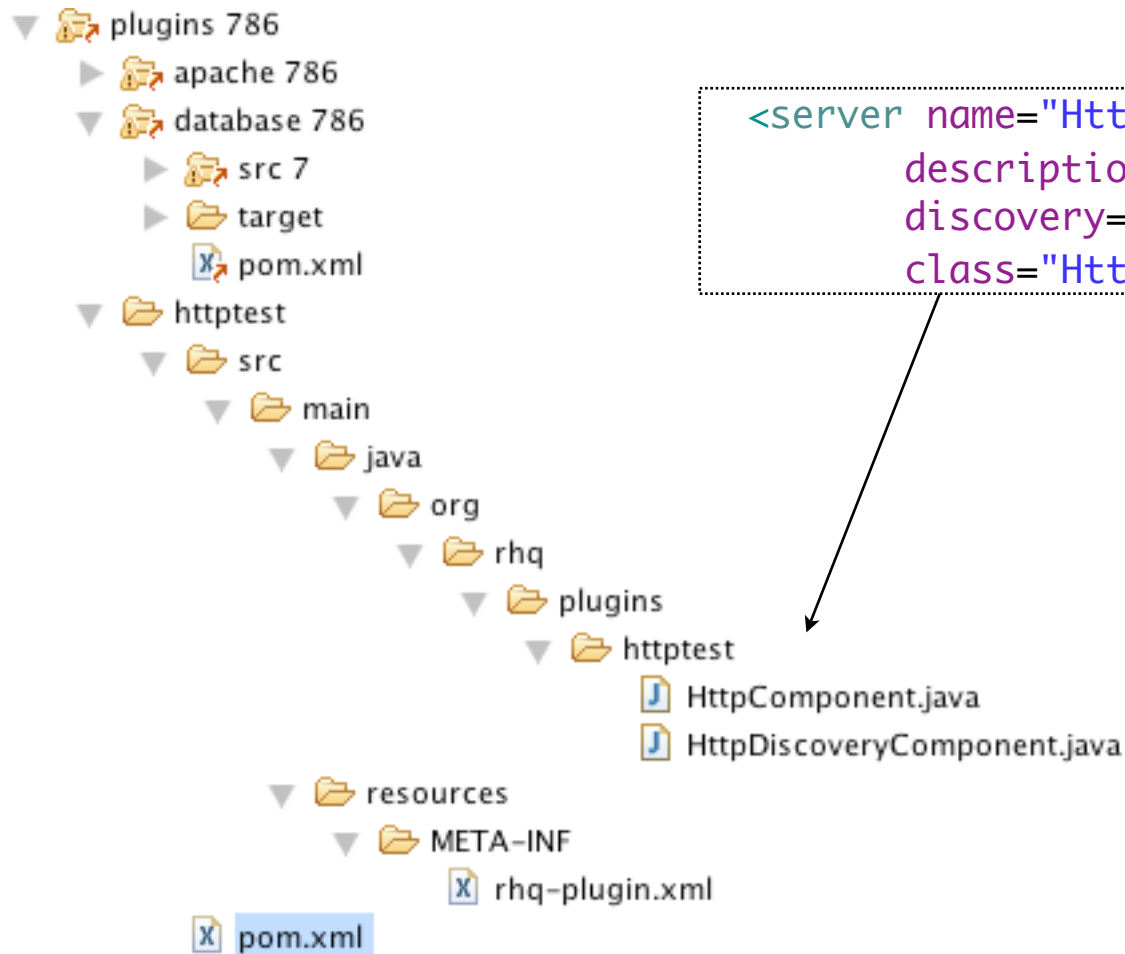 plugins 786
apache 786
database 786
src 7
target
pom.xml
httptest
src
main
java
org
rhq
plugins
httptest
HttpComponent.java
HttpDiscoveryComponent.java
resources
META-INF
rhq-plugin.xml
pom.xml
<server name="Htt
descriptio
discovery=
class="Htt